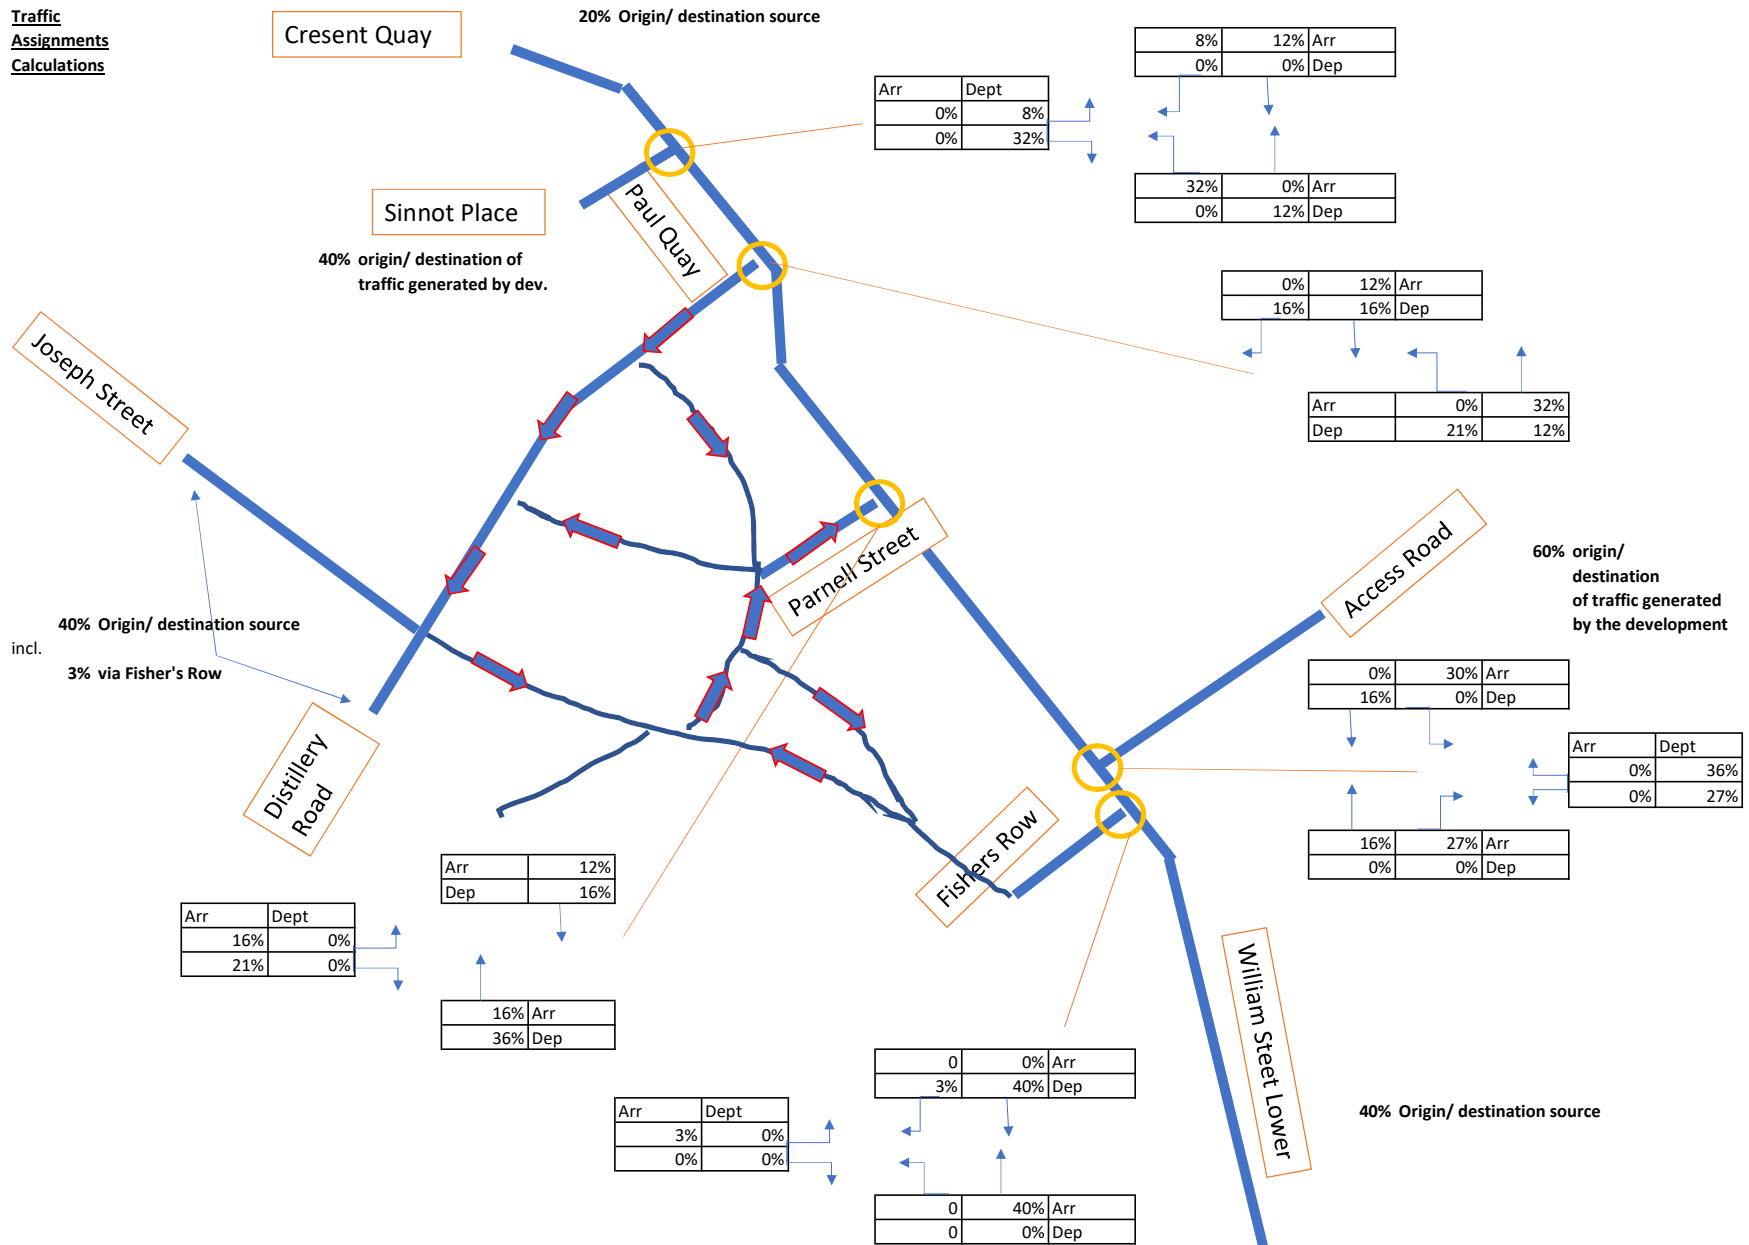 Traffic
Assignments
Calculations
Cresent Quay
20% Origin/ destination source
8% 12% Arr
0% 0% Dep
Arr Dept
0% 8%
0% 32%
32% 0% Arr
0% 12% Dep
Sinnot Place
Paul Quay
40% origin/ destination of
traffic generated by dev.
0% 12% Arr
16% 16% Dep
Arr 0% 32%
Dep 21% 12%
Joseph Street
Parnell Street
Access Road
60% origin/
destination
of traffic generated
by the development
40% Origin/ destination source
incl.
3% via Fisher's Row
0% 30% Arr
16% 0% Dep
Arr Dept
0% 36%
0% 27%
16% 27% Arr
0% 0% Dep
Distillery
Road
Fishers Row
Arr 12%
Dep 16%
Arr Dept
16% 0%
21% 0%
16% Arr
36% Dep
William Steet Lower
0 0% Arr
3% 40% Dep
Arr Dept
3% 0%
0% 0%
40% Origin/ destination source
0 40% Arr
0 0% Dep